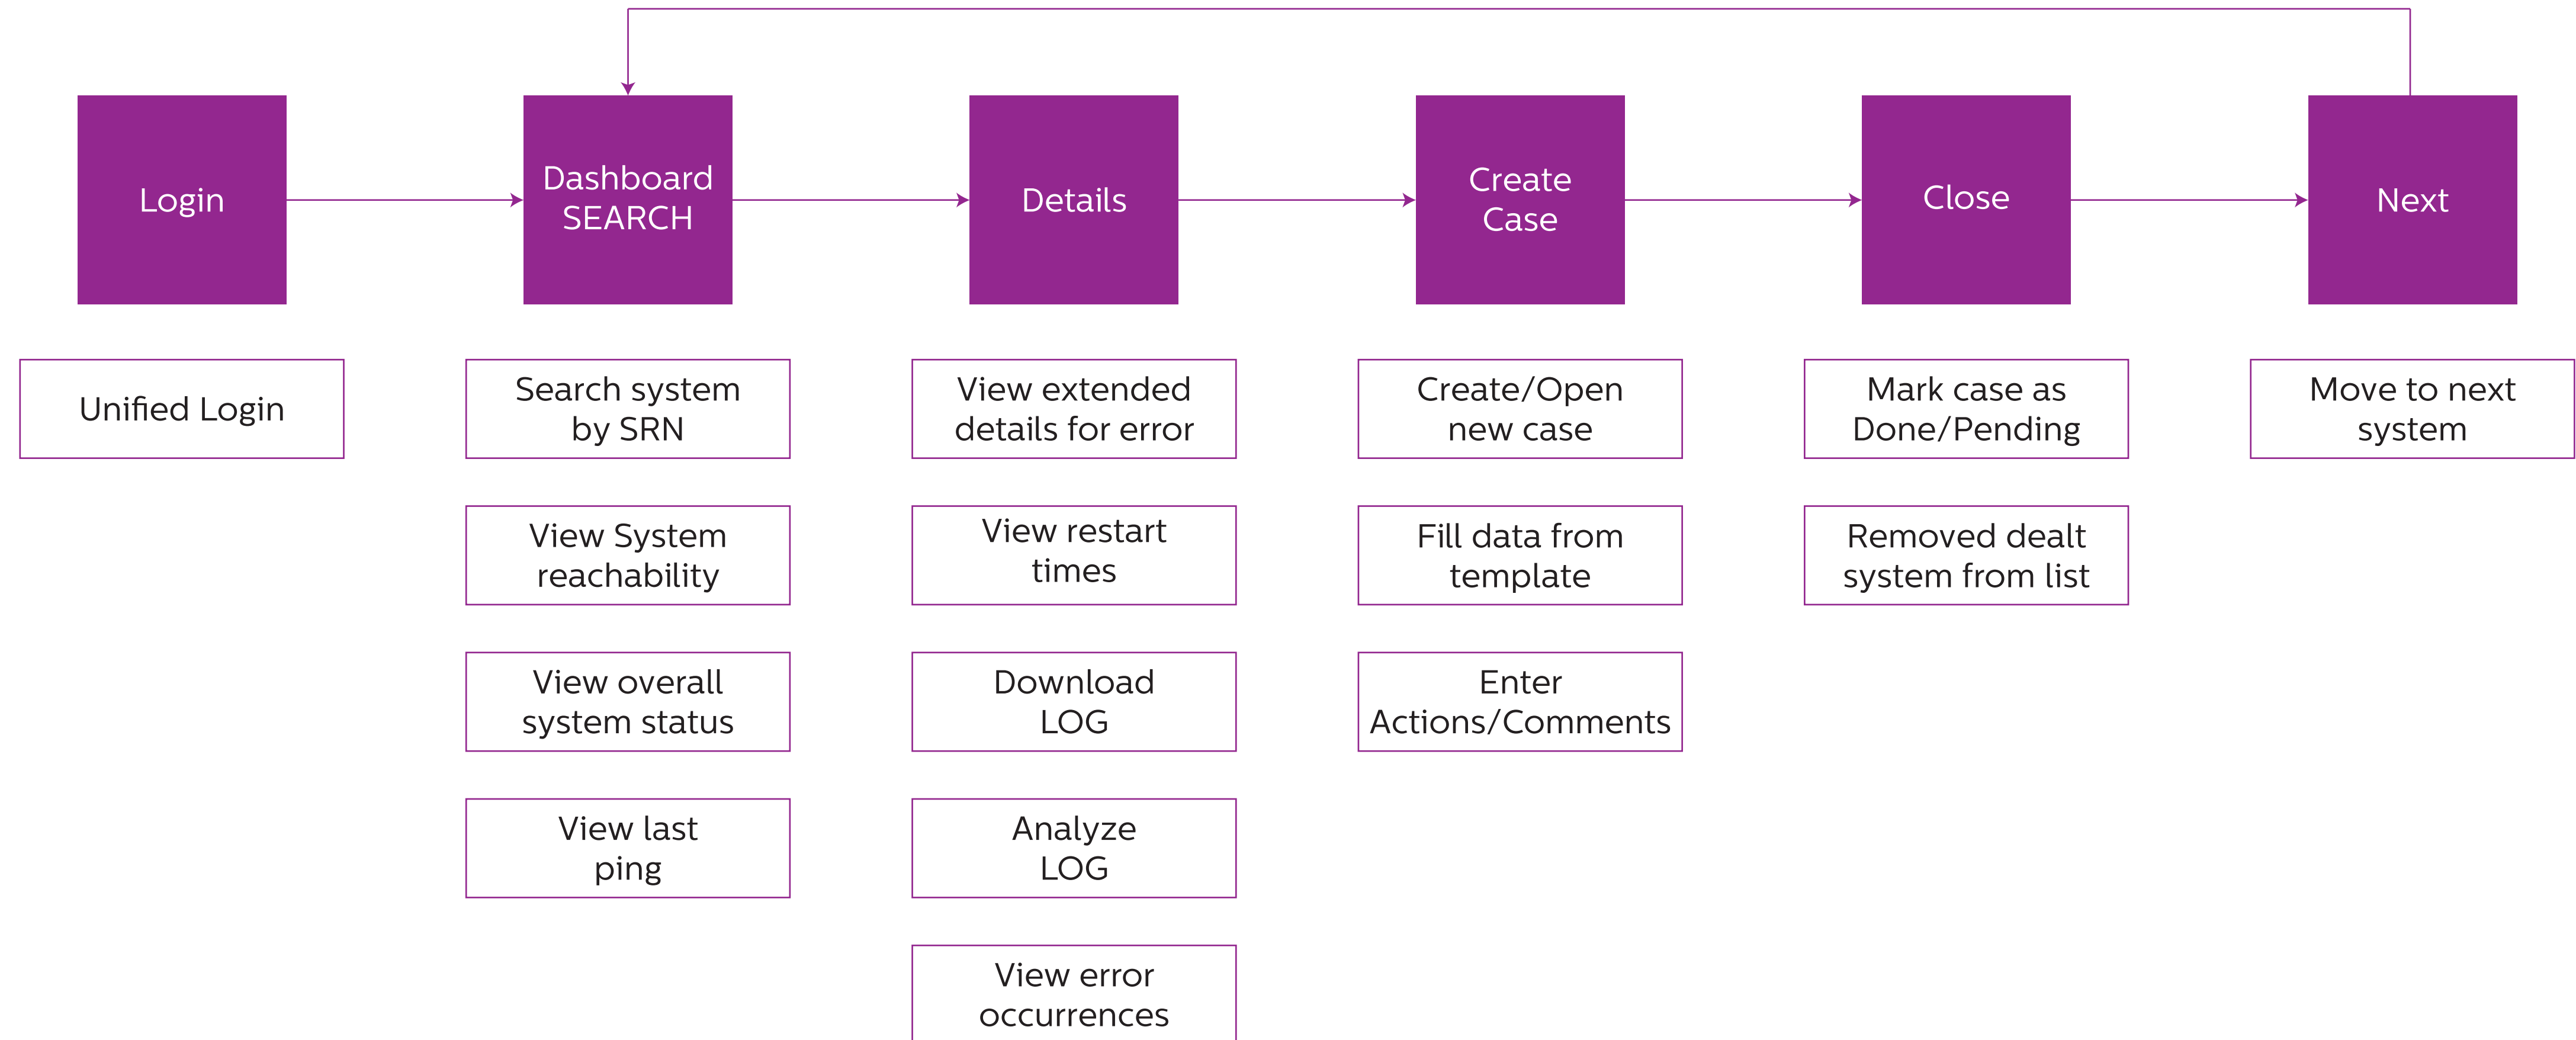 Login
Dashboard
SEARCH
Details
Create
Case
Close
Next
Unified Login
Search system
by SRN
View extended
details for error
Create/Open
new case
Mark case as
Done/Pending
Move to next
system
View System
reachability
View restart
times
Fill data from
template
Removed dealt
system from list
View overall
system status
Download
LOG
Enter
Actions/Comments
View last
ping
Analyze
LOG
View error
occurrences